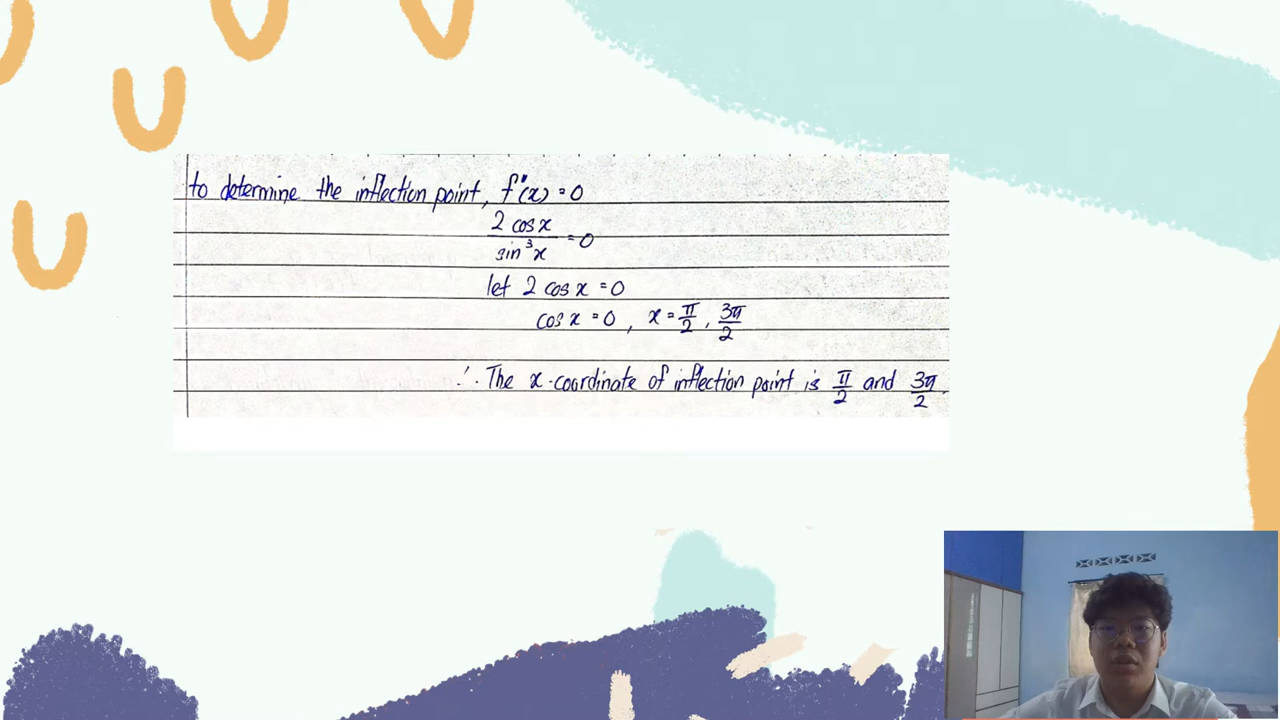 to determine the inflection point, f"(x) = 0
2 cos x / sin³x = 0
let 2 cos x = 0
cos x = 0, x = π/2, 3π/2
∴ The x-coordinate of inflection point is π/2 and 3π/2.